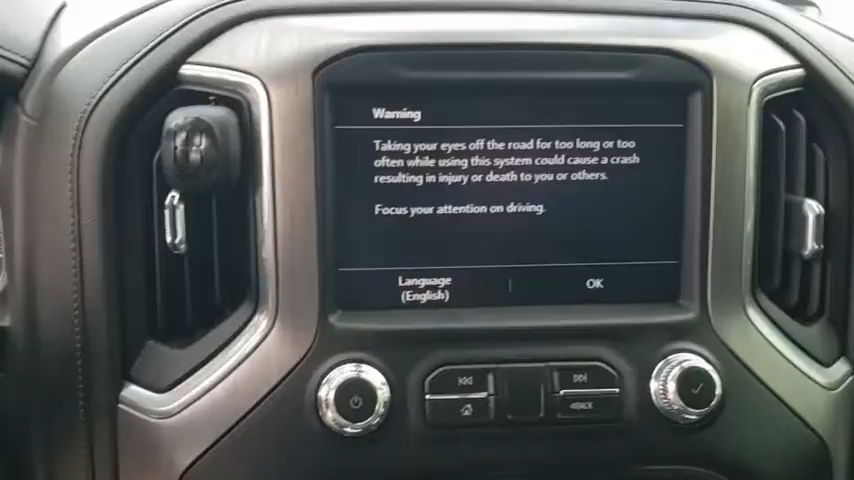 Warning
Taking your eyes off the road for too long or too
often while using this system could cause a crash
resulting in injury or death to you or others.
Focus your attention on driving.
Language
(English)
OK
BACK